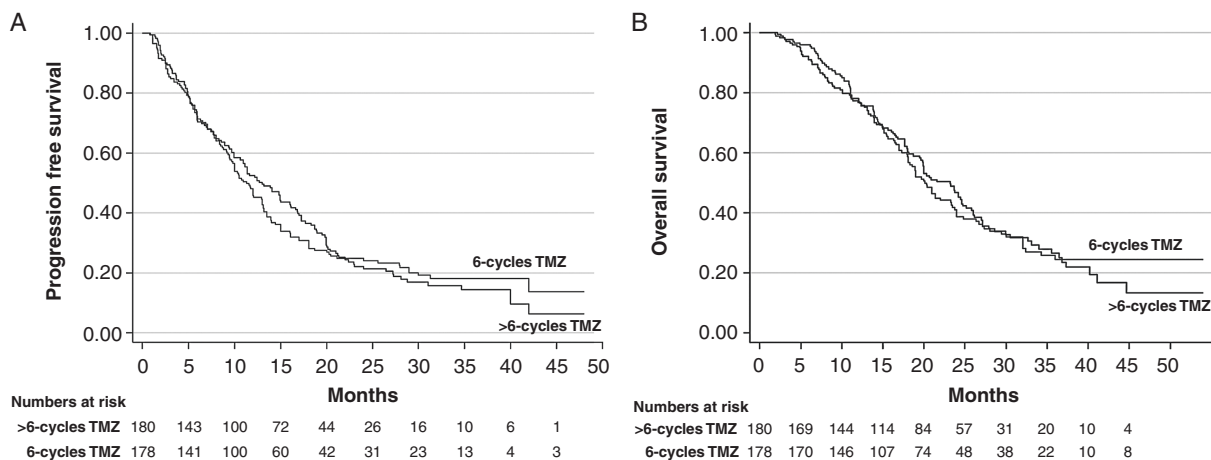 A
1.00
0.80
0.60
0.40
0.20
0.00
Progression free survival
6-cycles TMZ
>6-cycles TMZ
0 5 10 15 20 25 30 35 40 45 50
Months
Numbers at risk
>6-cycles TMZ 180 143 100 72 44 26 16 10 6 1
6-cycles TMZ 178 141 100 60 42 31 23 13 4 3
B
1.00
0.80
0.60
0.40
0.20
0.00
Overall survival
6-cycles TMZ
>6-cycles TMZ
0 5 10 15 20 25 30 35 40 45 50
Months
Numbers at risk
>6-cycles TMZ 180 169 144 114 84 57 31 20 10 4
6-cycles TMZ 178 170 146 107 74 48 38 22 10 8